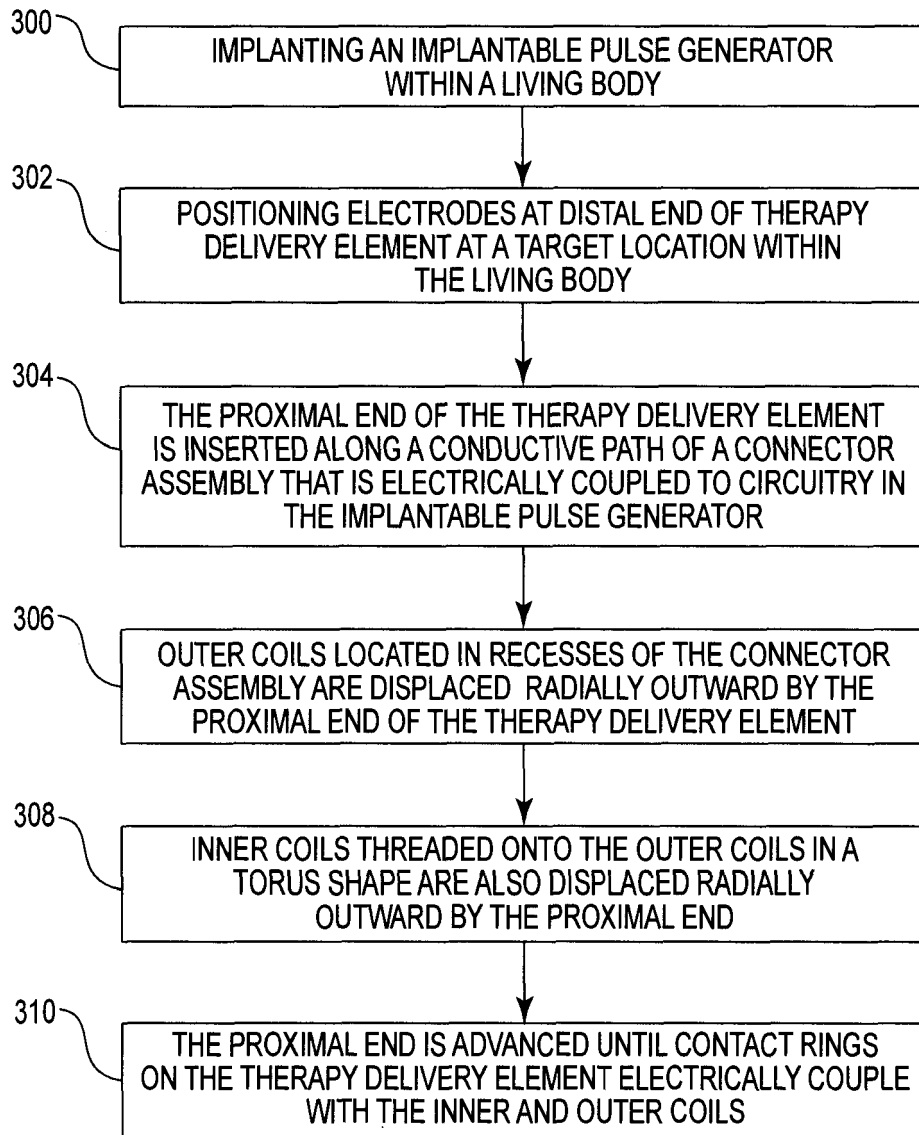 300
IMPLANTING AN IMPLANTABLE PULSE GENERATOR
WITHIN A LIVING BODY
302
POSITIONING ELECTRODES AT DISTAL END OF THERAPY
DELIVERY ELEMENT AT A TARGET LOCATION WITHIN
THE LIVING BODY
304
THE PROXIMAL END OF THE THERAPY DELIVERY ELEMENT
IS INSERTED ALONG A CONDUCTIVE PATH OF A CONNECTOR
ASSEMBLY THAT IS ELECTRICALLY COUPLED TO CIRCUITRY IN
THE IMPLANTABLE PULSE GENERATOR
306
OUTER COILS LOCATED IN RECESSES OF THE CONNECTOR
ASSEMBLY ARE DISPLACED RADIALLY OUTWARD BY THE
PROXIMAL END OF THE THERAPY DELIVERY ELEMENT
308
INNER COILS THREADED ONTO THE OUTER COILS IN A
TORUS SHAPE ARE ALSO DISPLACED RADIALLY
OUTWARD BY THE PROXIMAL END
310
THE PROXIMAL END IS ADVANCED UNTIL CONTACT RINGS
ON THE THERAPY DELIVERY ELEMENT ELECTRICALLY COUPLE
WITH THE INNER AND OUTER COILS